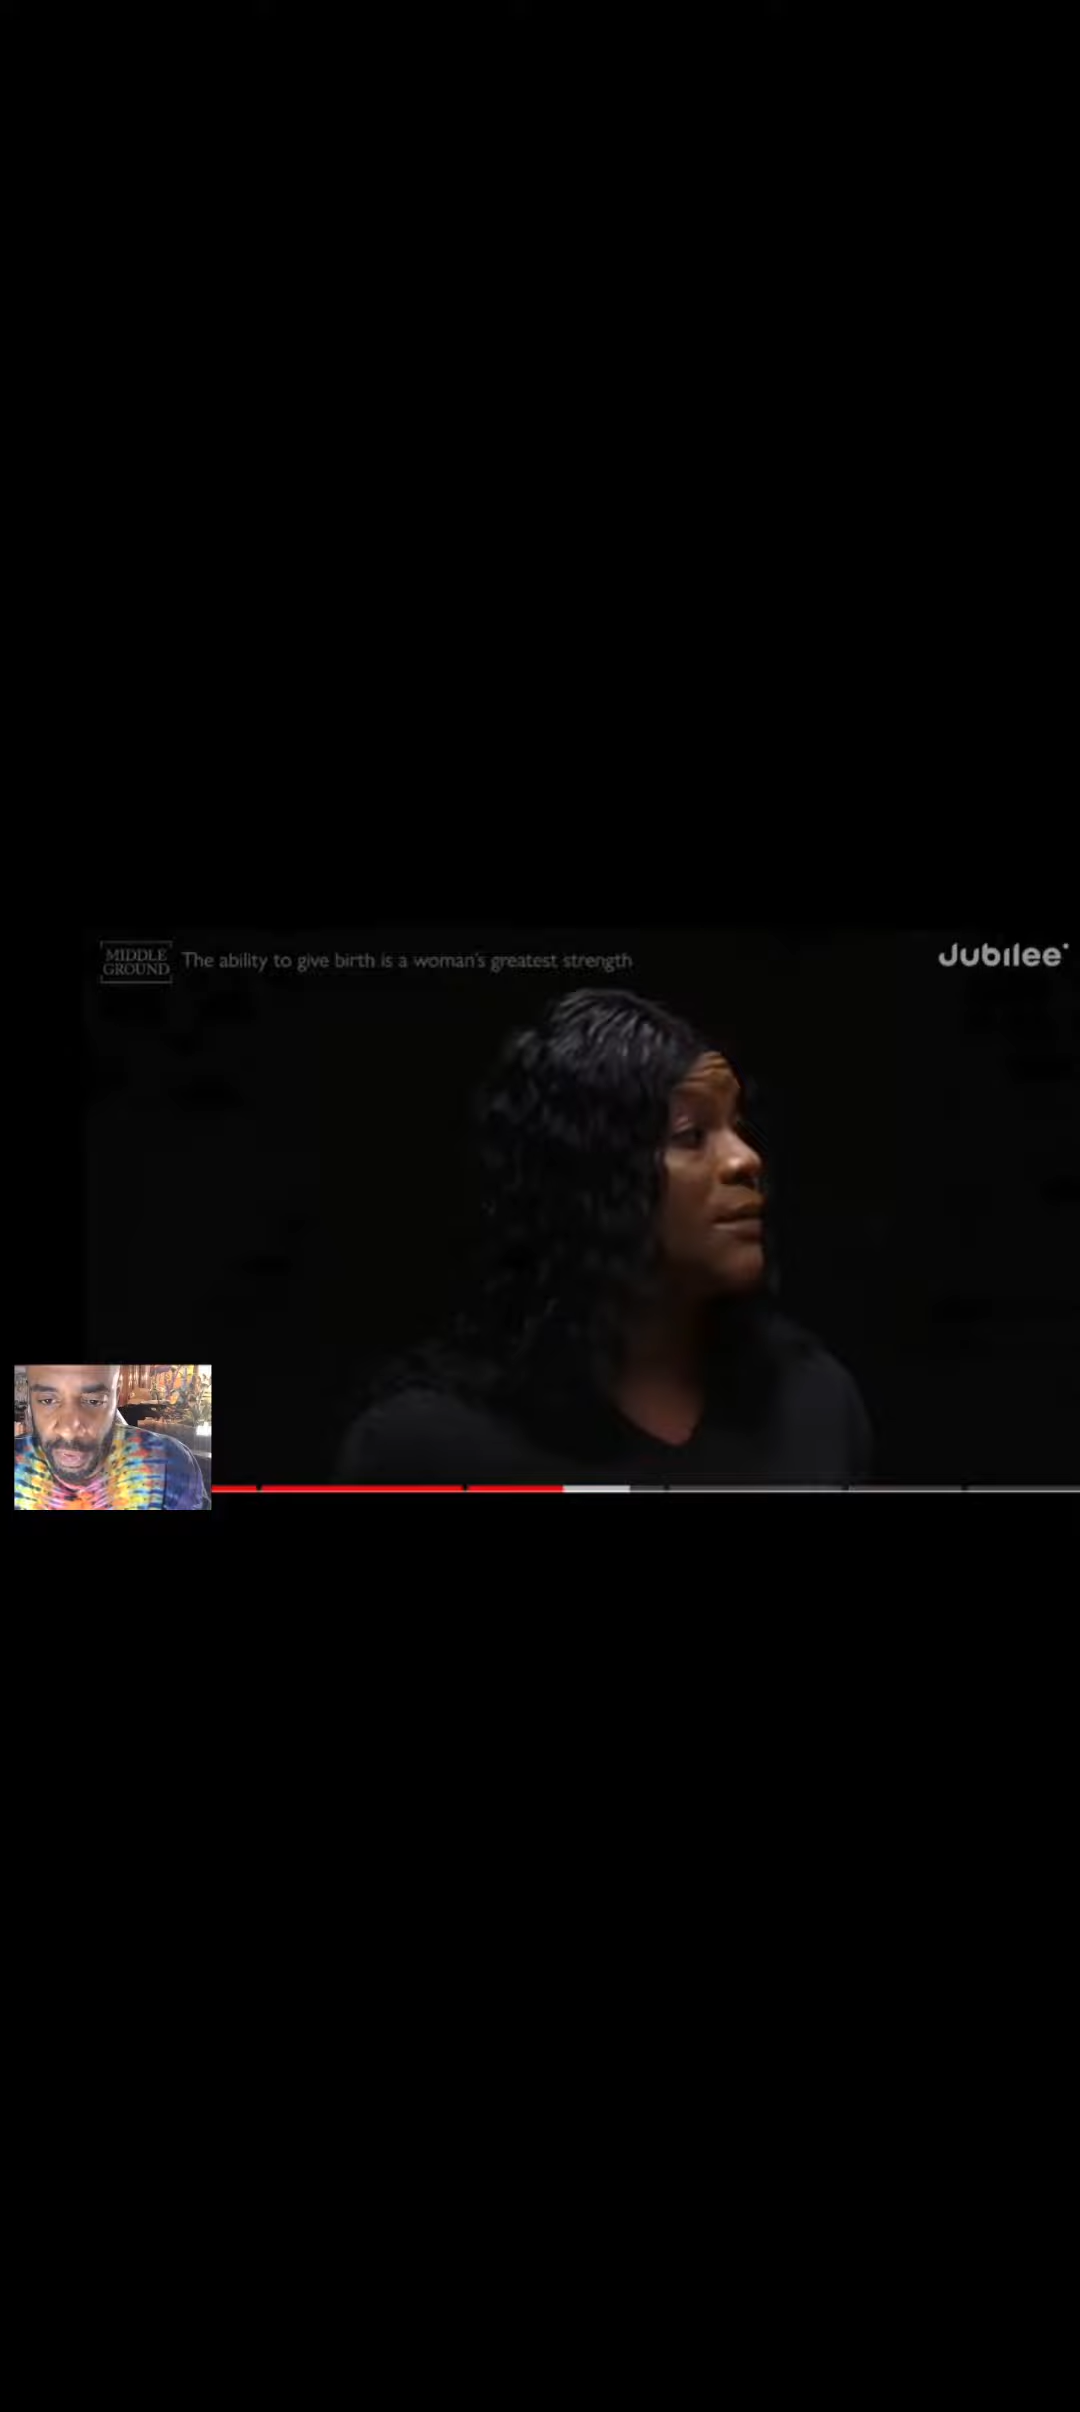 MIDDLE
GROUND
The ability to give birth is a woman's greatest strength
Jubilee